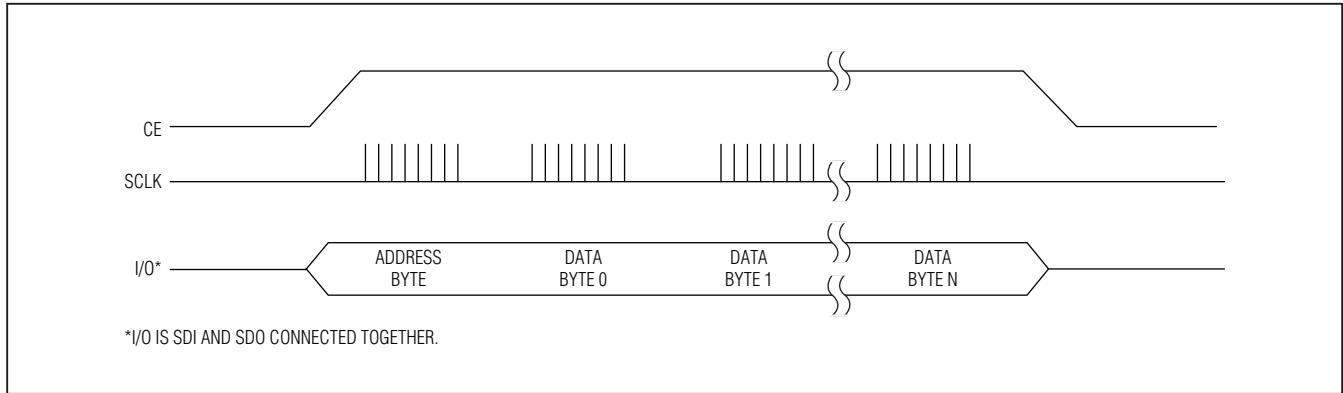 CE
SCLK
I/O*
ADDRESS
BYTE
DATA
BYTE 0
DATA
BYTE 1
DATA
BYTE N
*I/O IS SDI AND SDO CONNECTED TOGETHER.